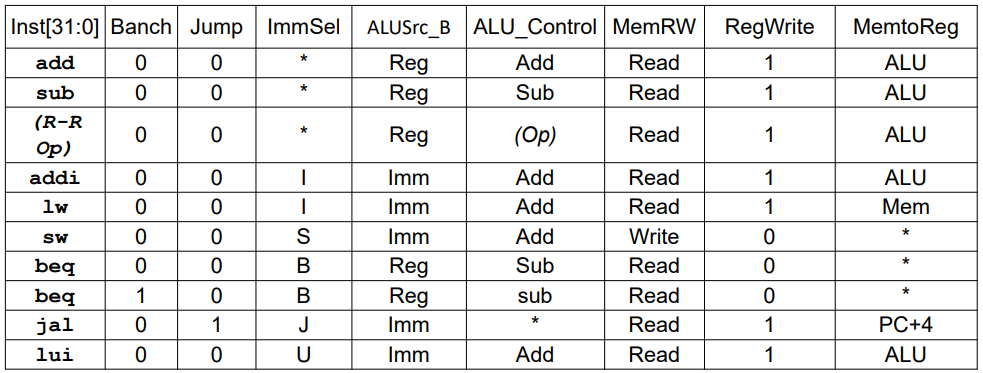 Inst[31:0] Banch Jump ImmSel ALUSrc_B ALU_Control MemRW RegWrite MemtoReg
add 0 0 * Reg Add Read 1 ALU
sub 0 0 * Reg Sub Read 1 ALU
(R-R
Op) 0 0 * Reg (Op) Read 1 ALU
addi 0 0 I Imm Add Read 1 ALU
lw 0 0 I Imm Add Read 1 Mem
sw 0 0 S Imm Add Write 0 *
beq 0 0 B Reg Sub Read 0 *
beq 1 0 B Reg sub Read 0 *
jal 0 1 J Imm * Read 1 PC+4
lui 0 0 U Imm Add Read 1 ALU